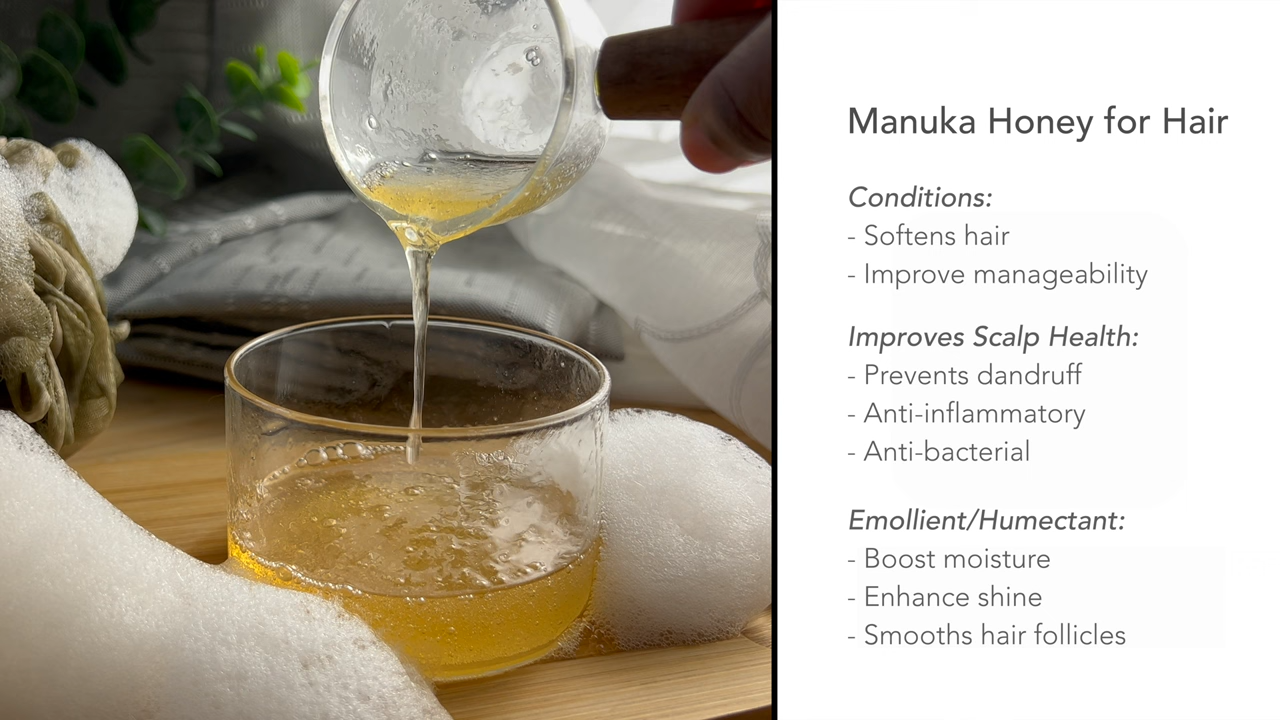 Manuka Honey for Hair
Conditions:
- Softens hair
- Improve manageability
Improves Scalp Health:
- Prevents dandruff
- Anti-inflammatory
- Anti-bacterial
Emollient/Humectant:
- Boost moisture
- Enhance shine
- Smooths hair follicles